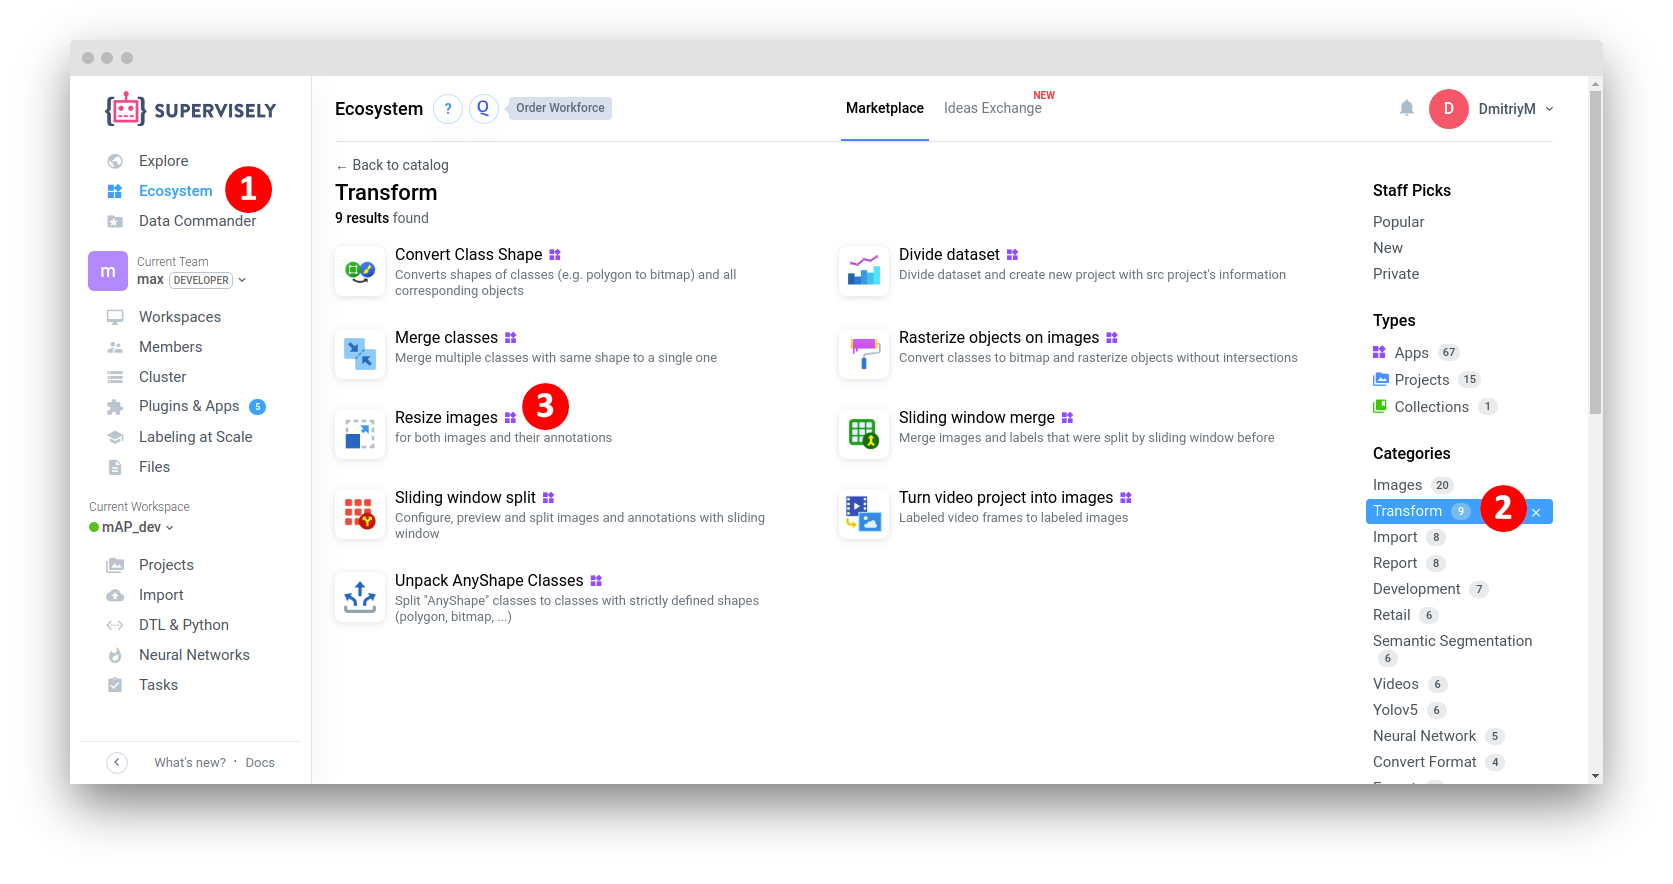 SUPERVISELY
Explore
Ecosystem
1
Data Commander
Current Team
m
max DEVELOPER
Workspaces
Members
Cluster
Plugins & Apps 5
Labeling at Scale
Files
Current Workspace
mAP_dev
Projects
Import
DTL & Python
Neural Networks
Tasks
What's new? · Docs
Ecosystem ? Q Order Workforce
Marketplace
Ideas Exchange NEW
D DmitriyM
← Back to catalog
Transform
9 results found
Convert Class Shape
Converts shapes of classes (e.g. polygon to bitmap) and all
corresponding objects
Divide dataset
Divide dataset and create new project with src project's information
Merge classes
Merge multiple classes with same shape to a single one
Rasterize objects on images
Convert classes to bitmap and rasterize objects without intersections
Resize images 3
for both images and their annotations
Sliding window merge
Merge images and labels that were split by sliding window before
Sliding window split
Configure, preview and split images and annotations with sliding
window
Turn video project into images
Labeled video frames to labeled images
Unpack AnyShape Classes
Split "AnyShape" classes to classes with strictly defined shapes
(polygon, bitmap, ...)
Staff Picks
Popular
New
Private
Types
Apps 67
Projects 15
Collections 1
Categories
Images 20
Transform 9 2 ×
Import 8
Report 8
Development 7
Retail 6
Semantic Segmentation
6
Videos 6
Yolov5 6
Neural Network 5
Convert Format 4